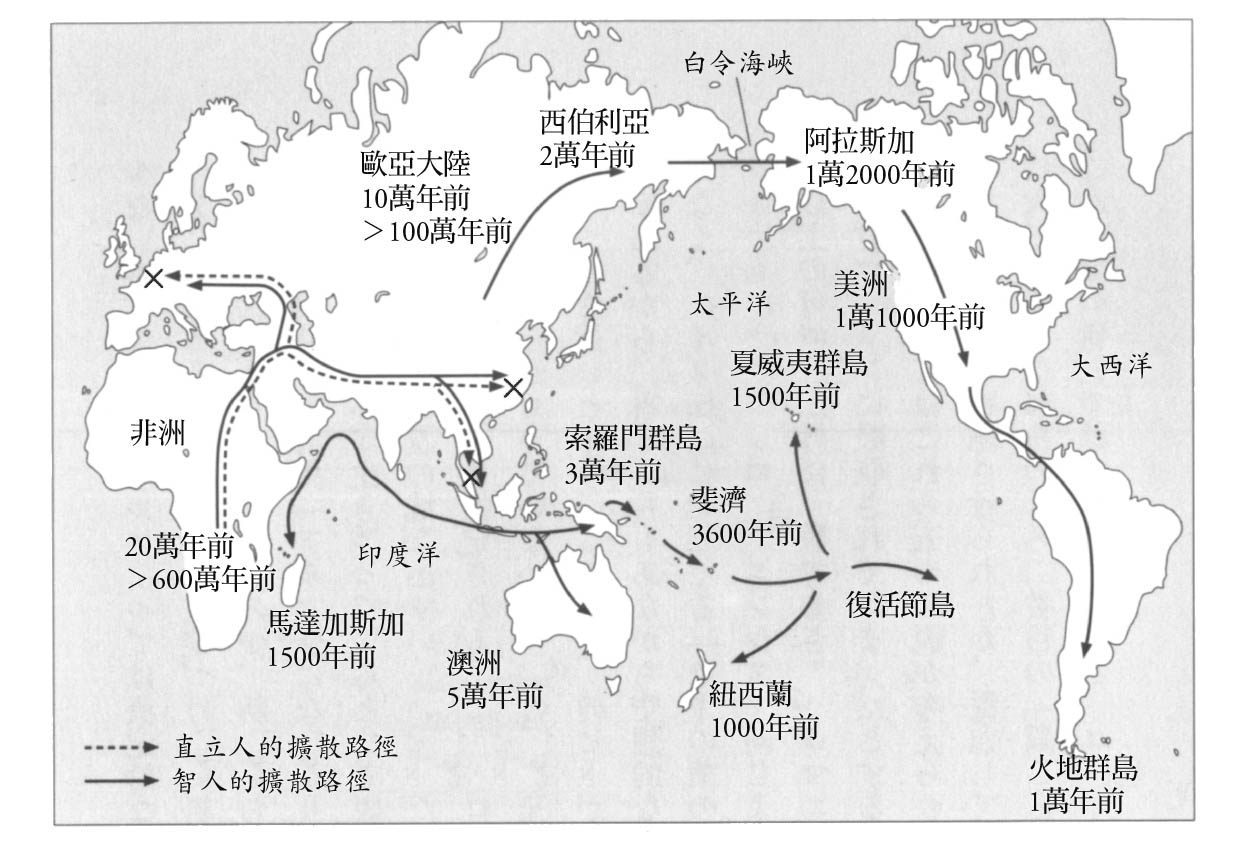 白令海峽
西伯利亞
2萬年前
阿拉斯加
1萬2000年前
歐亞大陸
10萬年前
＞100萬年前
美洲
1萬1000年前
太平洋
大西洋
夏威夷群島
1500年前
非洲
索羅門群島
3萬年前
斐濟
3600年前
20萬年前
＞600萬年前
印度洋
復活節島
馬達加斯加
1500年前
澳洲
5萬年前
紐西蘭
1000年前
直立人的擴散路徑
智人的擴散路徑
火地群島
1萬年前